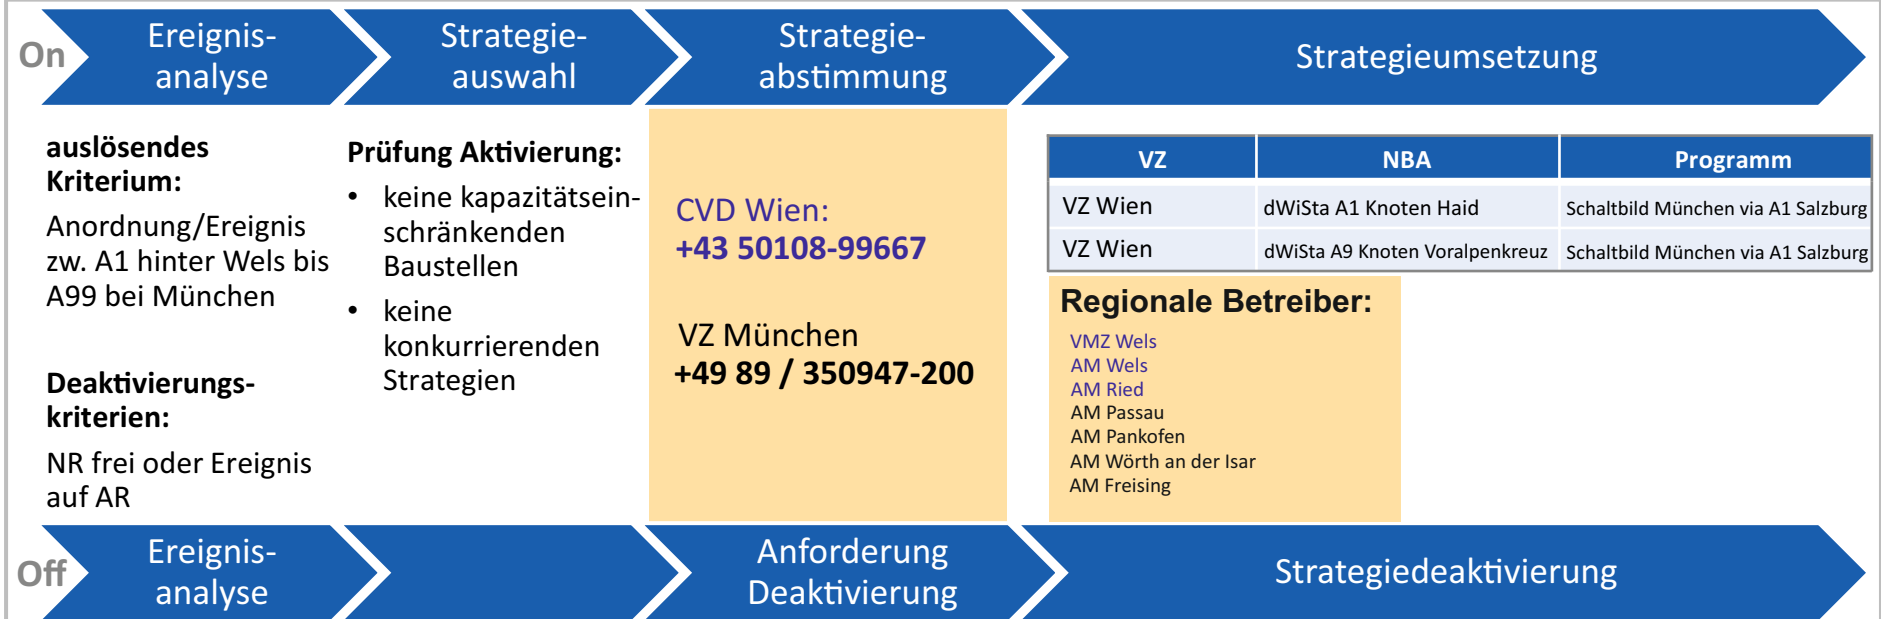 On
Ereignis-
analyse
Strategie-
auswahl
Strategie-
abstimmung
Strategieumsetzung
auslösendes
Kriterium:
Anordnung/Ereignis
zw. A1 hinter Wels bis
A99 bei München
Deaktivierungs-
kriterien:
NR frei oder Ereignis
auf AR
Prüfung Aktivierung:
• keine kapazitätsein-
schränkenden
Baustellen
• keine
konkurrierenden
Strategien
CVD Wien:
+43 50108-99667
VZ München
+49 89 / 350947-200
VZ NBA Programm
VZ Wien dWiSta A1 Knoten Haid Schaltbild München via A1 Salzburg
VZ Wien dWiSta A9 Knoten Voralpenkreuz Schaltbild München via A1 Salzburg
Regionale Betreiber:
VMZ Wels
AM Wels
AM Ried
AM Passau
AM Pankofen
AM Wörth an der Isar
AM Freising
Off
Ereignis-
analyse
Anforderung
Deaktivierung
Strategiedeaktivierung